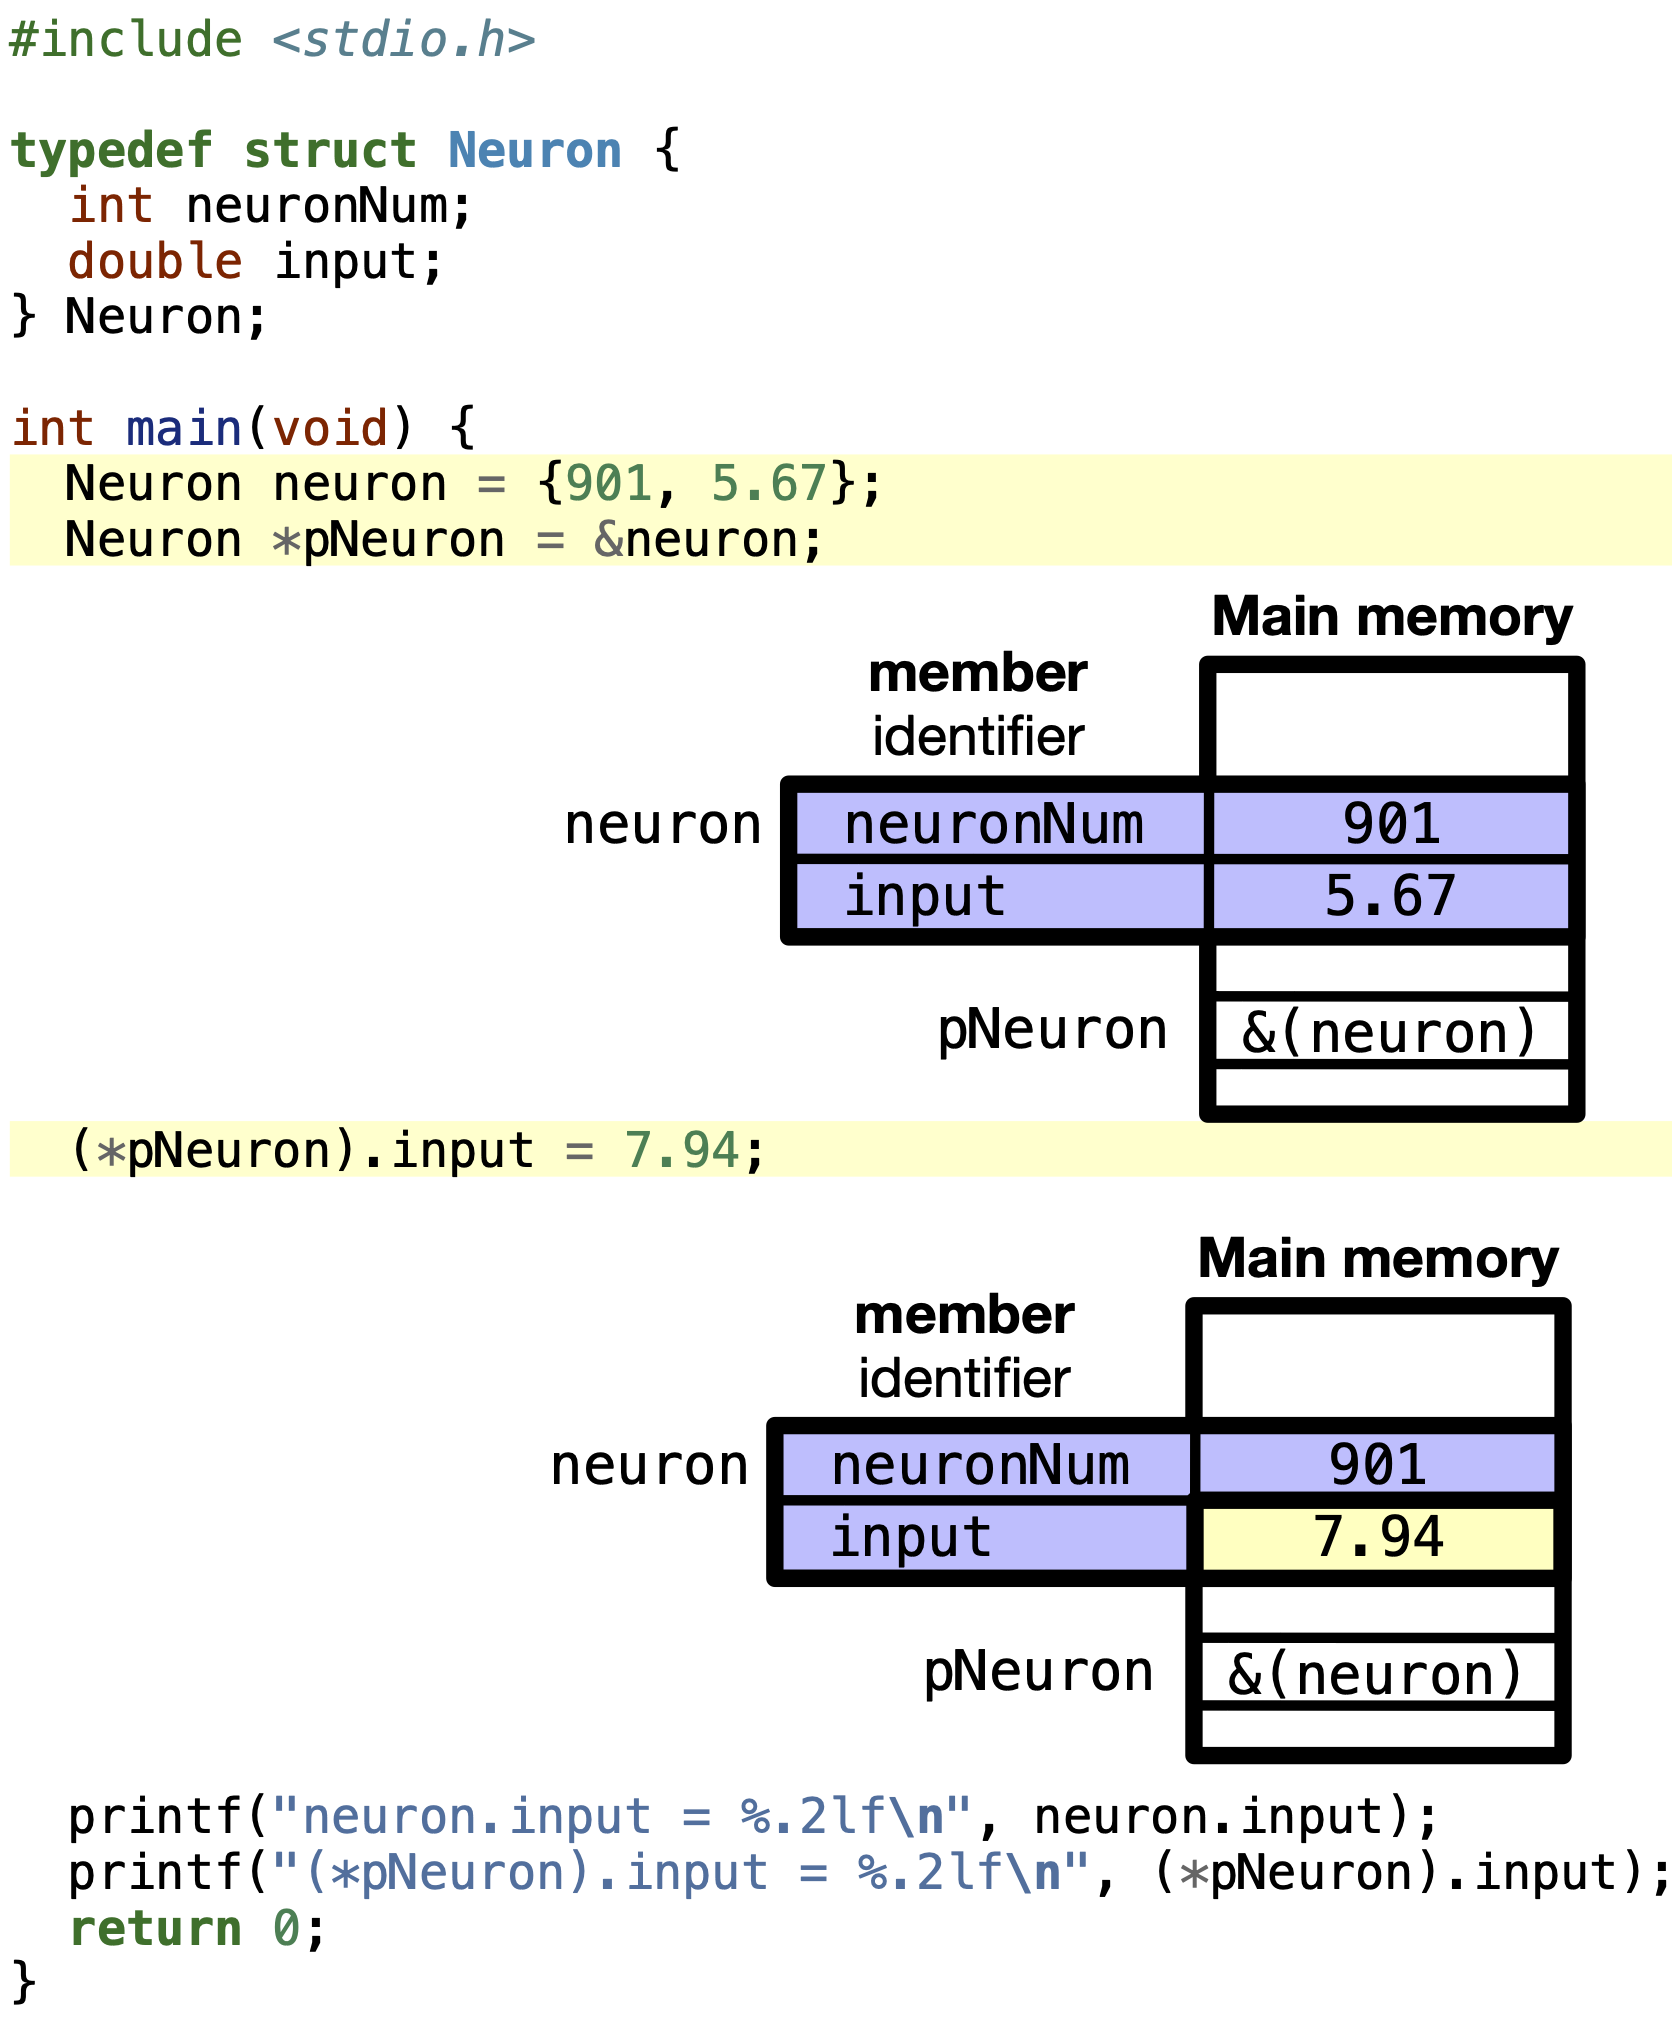 #include <stdio.h>
typedef struct Neuron {
int neuronNum;
double input;
} Neuron;
int main(void) {
Neuron neuron = {901, 5.67};
Neuron *pNeuron = &neuron;
Main memory
member
identifier
neuron neuronNum 901
input 5.67
pNeuron &(neuron)
(*pNeuron).input = 7.94;
Main memory
member
identifier
neuron neuronNum 901
input 7.94
pNeuron &(neuron)
printf("neuron.input = %.2lf\n", neuron.input);
printf("(*pNeuron).input = %.2lf\n", (*pNeuron).input);
return 0;
}